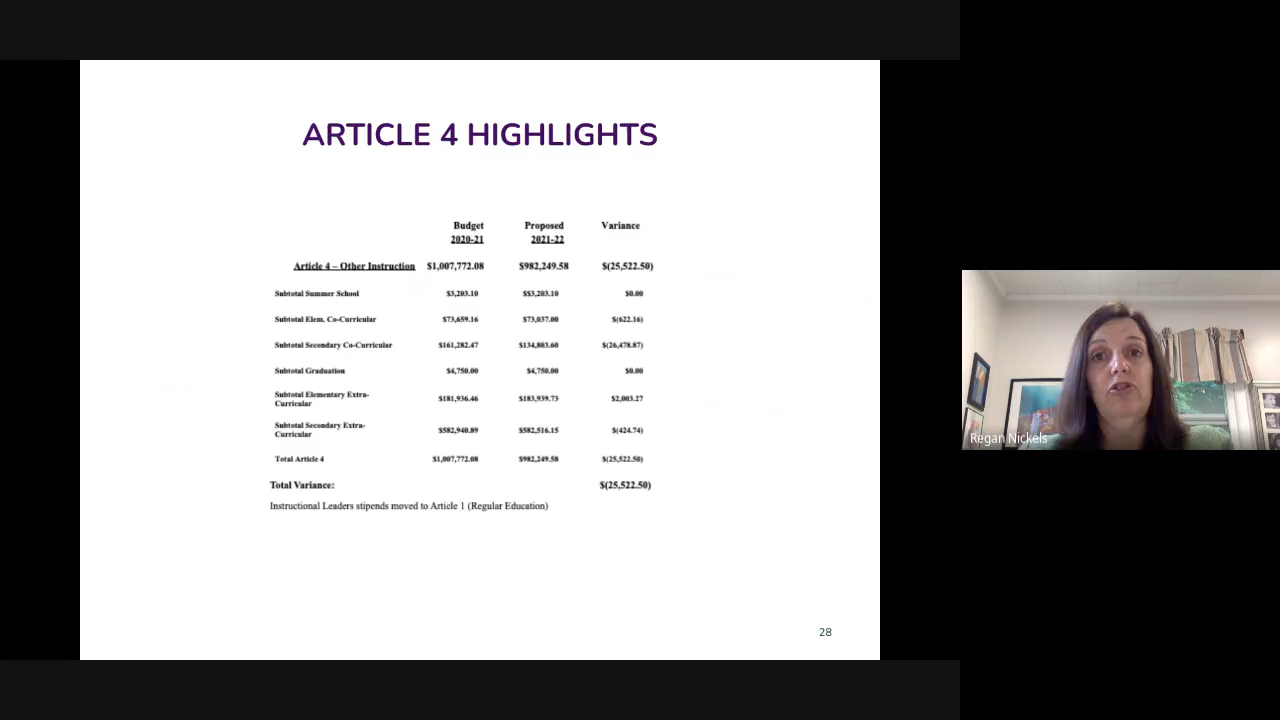 ARTICLE 4 HIGHLIGHTS
Budget Proposed Variance
2020-21 2021-22
Article 4 – Other Instruction $1,007,772.08 $982,249.58 $(25,522.50)
Subtotal Summer School $3,203.10 $$3,203.10 $0.00
Subtotal Elem. Co-Curricular $73,659.16 $73,037.00 $(622.16)
Subtotal Secondary Co-Curricular $161,282.47 $134,803.60 $(26,478.87)
Subtotal Graduation $4,750.00 $4,750.00 $0.00
Subtotal Elementary Extra-
Curricular $181,936.46 $183,939.73 $2,003.27
Subtotal Secondary Extra-
Curricular $582,940.89 $582,516.15 $(424.74)
Total Article 4 $1,007,772.08 $982,249.58 $(25,522.50)
Total Variance: $(25,522.50)
Instructional Leaders stipends moved to Article 1 (Regular Education)
28
Regan Nickels